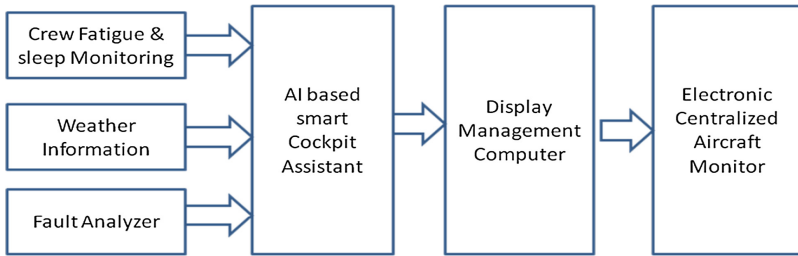 Crew Fatigue &
sleep Monitoring
Weather
Information
Fault Analyzer
AI based
smart
Cockpit
Assistant
Display
Management
Computer
Electronic
Centralized
Aircraft
Monitor